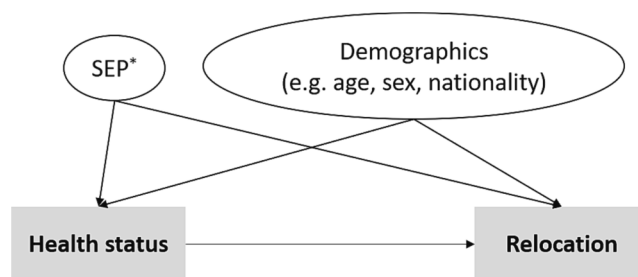 SEP*
Demographics
(e.g. age, sex, nationality)
Health status
Relocation